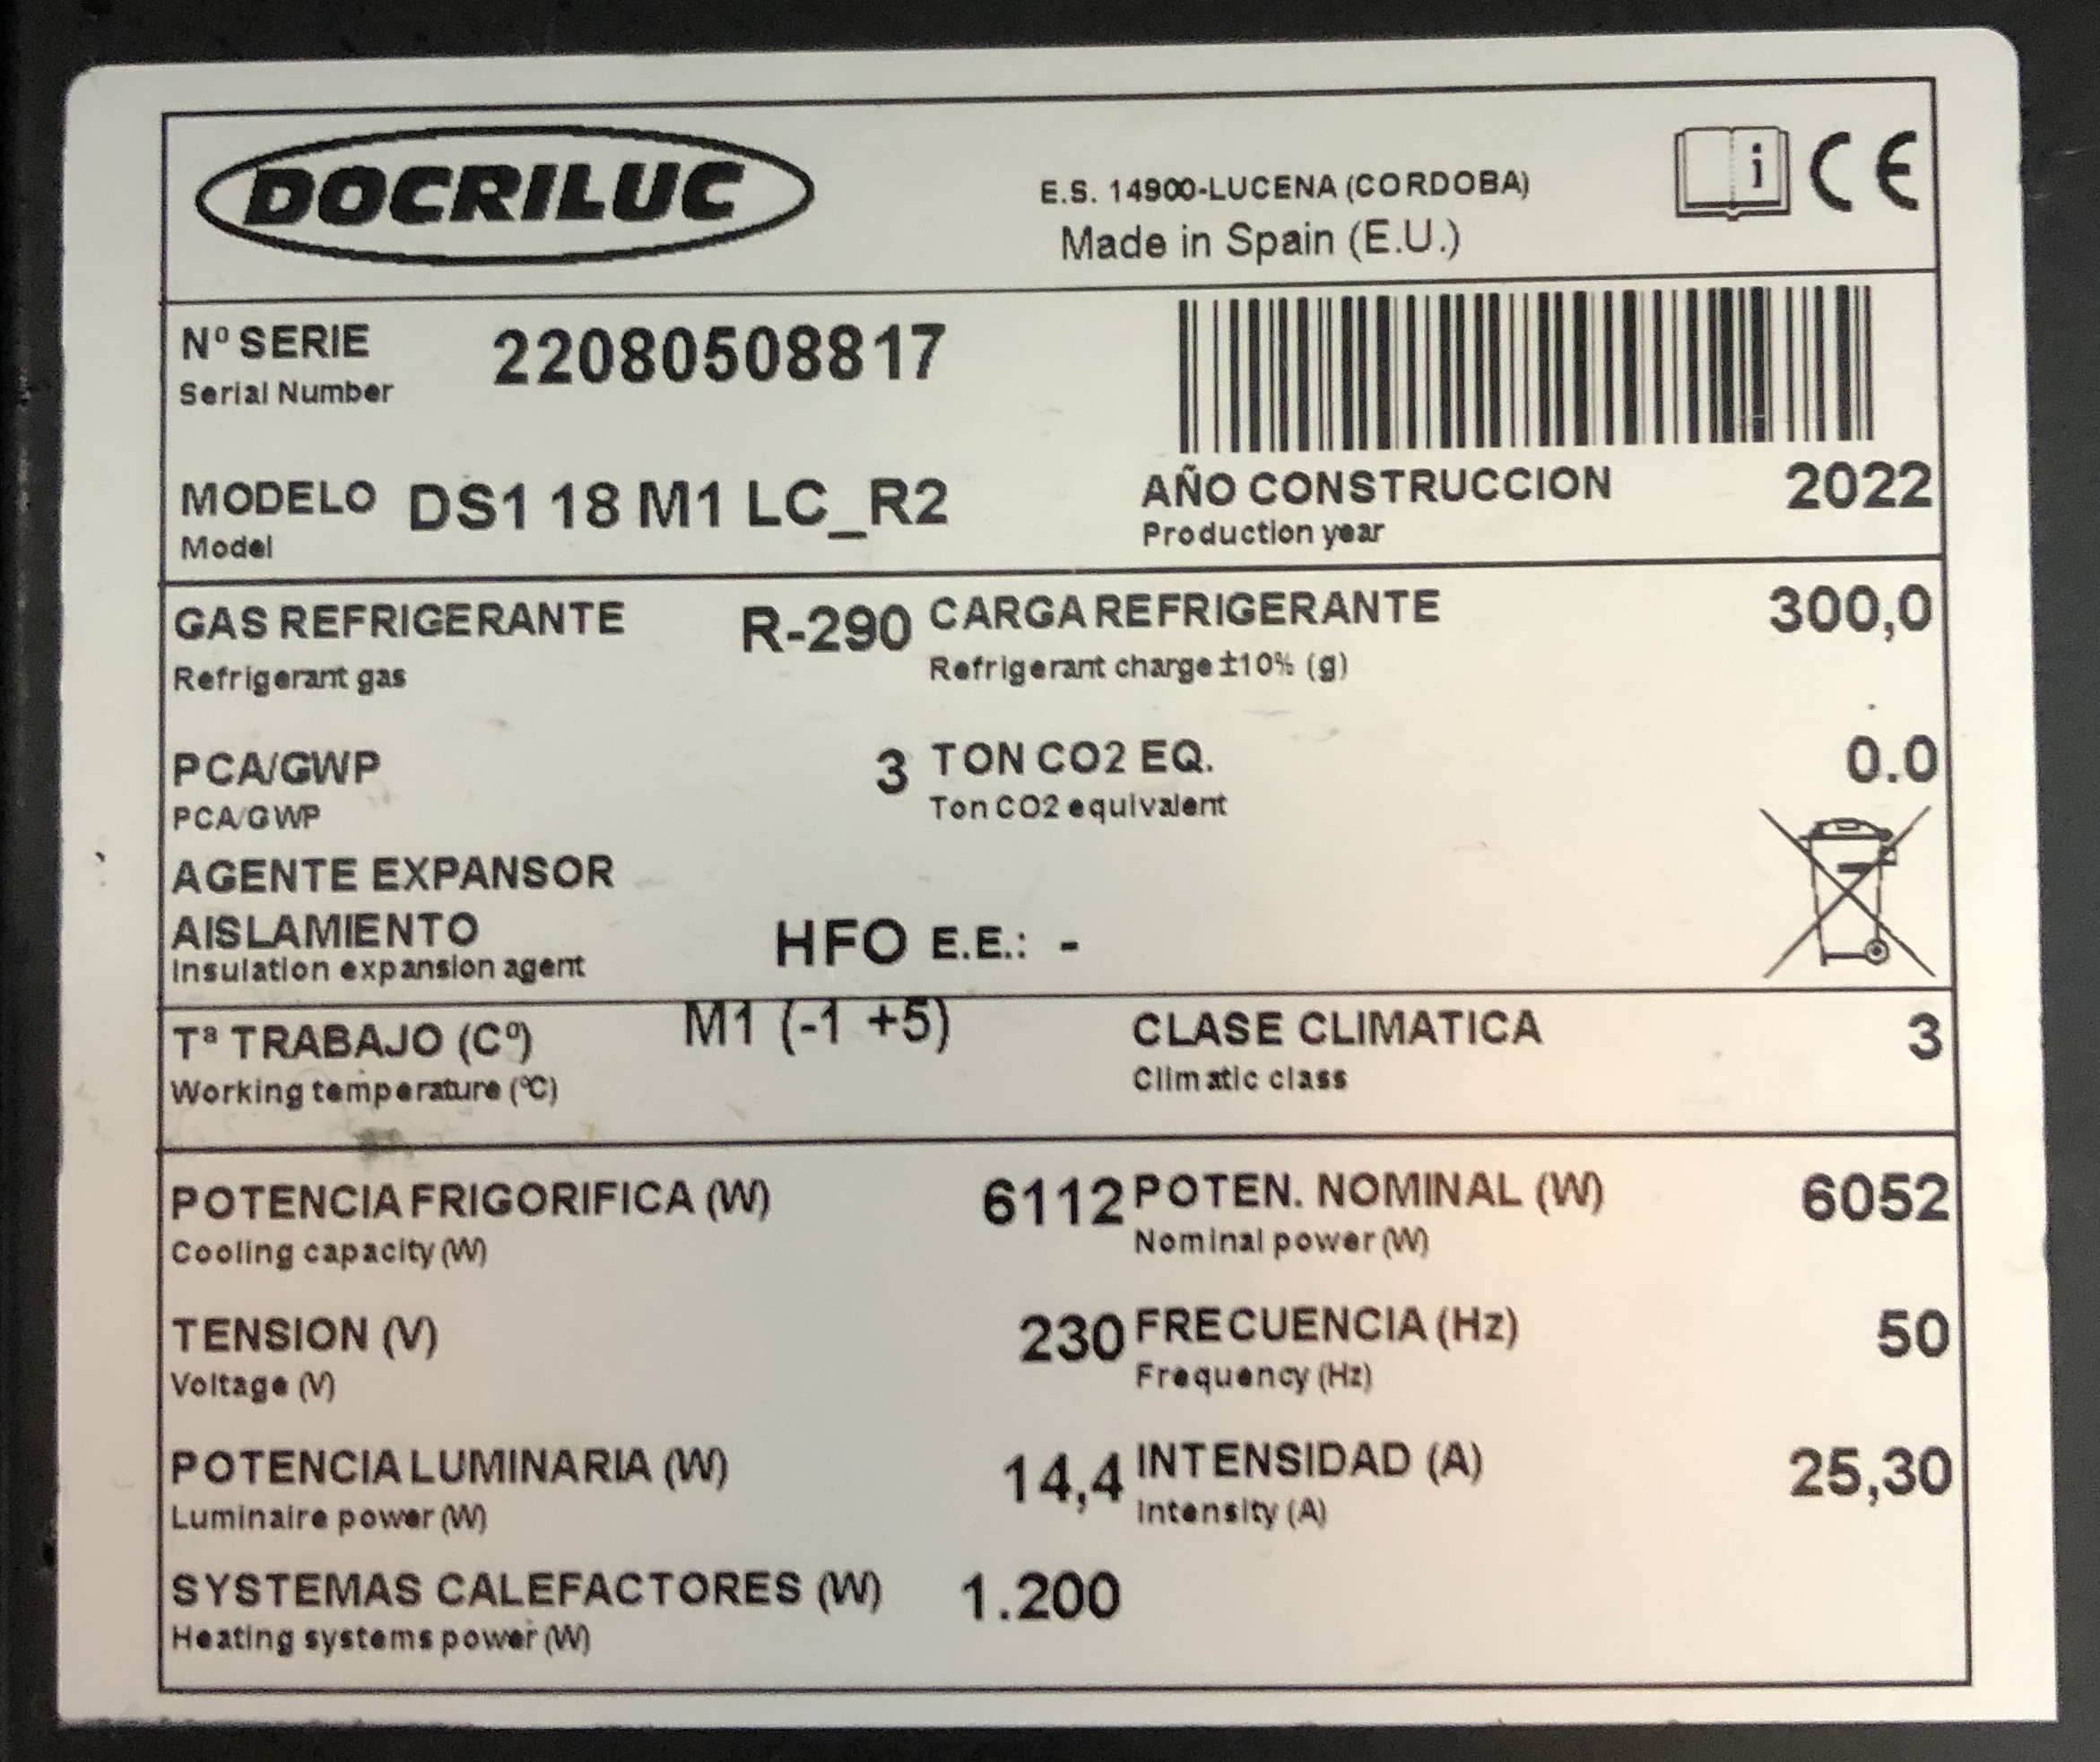 DOCRILUC
E.S. 14900-LUCENA (CORDOBA)
Made in Spain (E.U.)
i CE
Nº SERIE 22080508817
Serial Number
MODELO DS1 18 M1 LC_R2
Model
AÑO CONSTRUCCION 2022
Production year
GAS REFRIGERANTE R-290
Refrigerant gas
CARGA REFRIGERANTE 300,0
Refrigerant charge ±10% (g)
PCA/GWP 3
PCA/GWP
TON CO2 EQ. 0.0
Ton CO2 equivalent
AGENTE EXPANSOR
AISLAMIENTO HFO
Insulation expansion agent
E.E.: -
Tª TRABAJO (Cº) M1 (-1 +5)
Working temperature (ºC)
CLASE CLIMATICA 3
Climatic class
POTENCIA FRIGORIFICA (W) 6112
Cooling capacity (W)
POTEN. NOMINAL (W) 6052
Nominal power (W)
TENSION (V) 230
Voltage (V)
FRECUENCIA (Hz) 50
Frequency (Hz)
POTENCIA LUMINARIA (W) 14,4
Luminaire power (W)
INTENSIDAD (A) 25,30
Intensity (A)
SYSTEMAS CALEFACTORES (W) 1.200
Heating systems power (W)